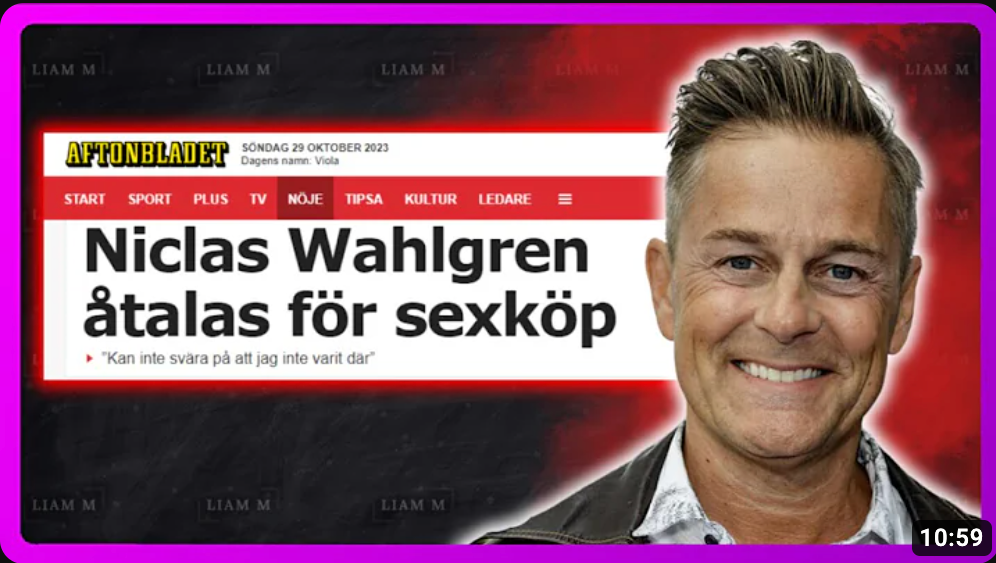 LIAM M LIAM M LIAM M LIAM M LIAM M
AFTONBLADET
SÖNDAG 29 OKTOBER 2023
Dagens namn: Viola
START SPORT PLUS TV NÖJE TIPSA KULTUR LEDARE
Niclas Wahlgren
åtalas för sexköp
"Kan inte svära på att jag inte varit där"
LIAM M LIAM M LIAM M
10:59